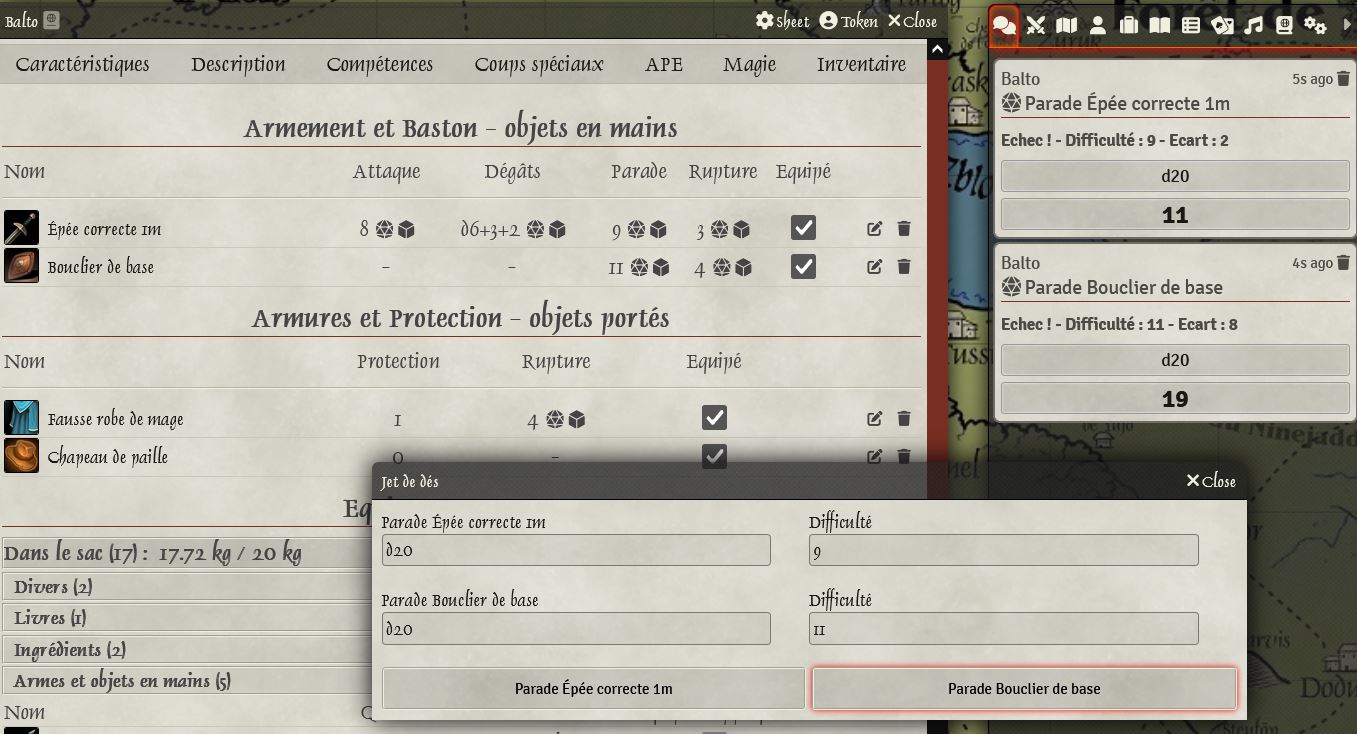 Balto Sheet Token Close
Caractéristiques Description Compétences Coups spéciaux APE Magie Inventaire
Armement et Baston - objets en mains
Nom Attaque Dégâts Parade Rupture Equipé
Épée correcte 1m 8 d6+3+2 9 3
Bouclier de base - - 11 4
Armures et Protection - objets portés
Nom Protection Rupture Equipé
Fausse robe de mage 1 4
Chapeau de paille 0 -
Dans le sac (17) : 17.72 kg / 20 kg
Divers (2)
Livres (1)
Ingrédients (2)
Armes et objets en mains (5)
Nom
Jet de dés Close
Parade Épée correcte 1m Difficulté
d20 9
Parade Bouclier de base Difficulté
d20 11
Parade Épée correcte 1m Parade Bouclier de base
Balto 5s ago
Parade Épée correcte 1m
Echec ! - Difficulté : 9 - Ecart : 2
d20
11
Balto 4s ago
Parade Bouclier de base
Echec ! - Difficulté : 11 - Ecart : 8
d20
19